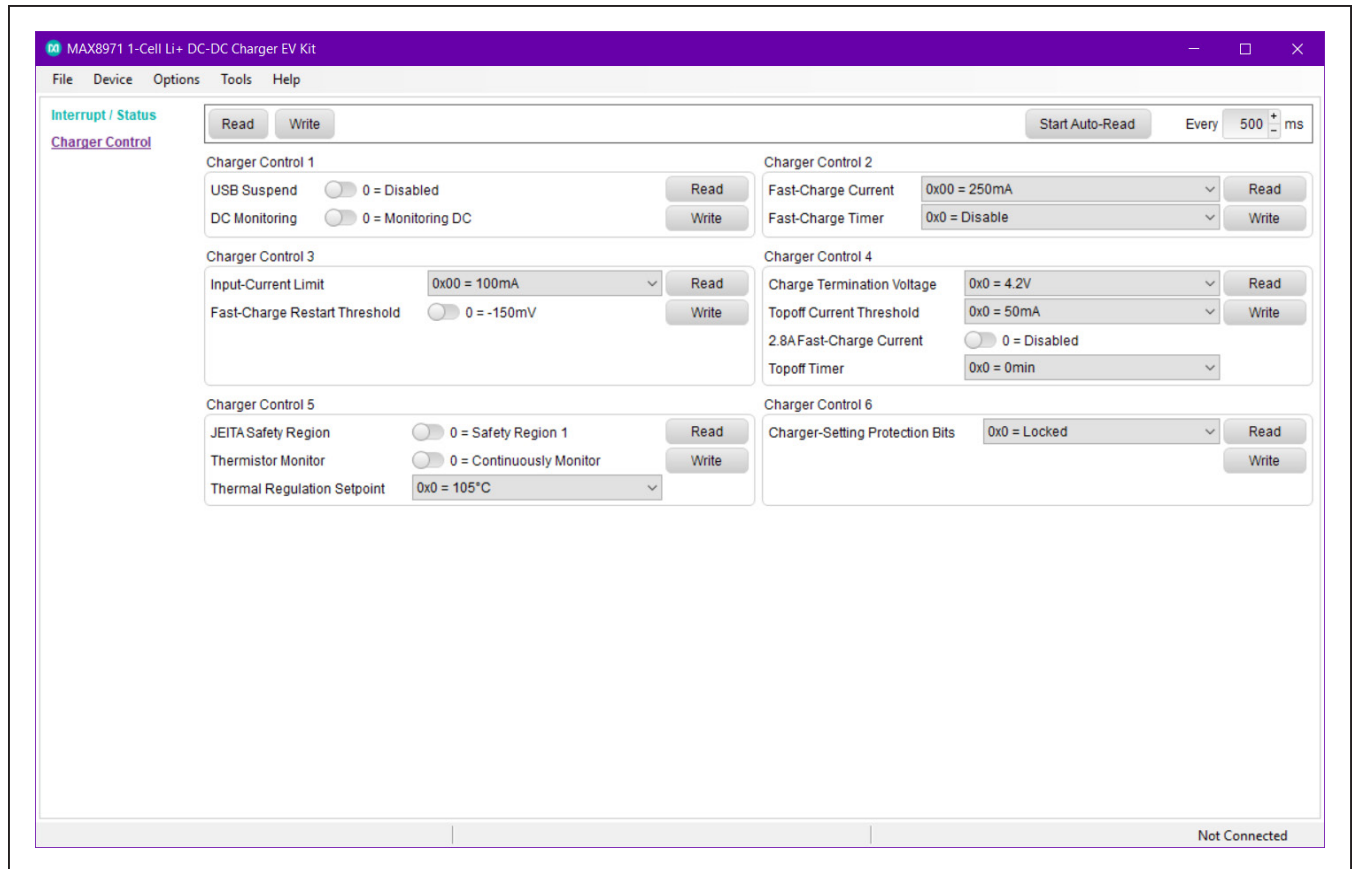 MAX8971 1-Cell Li+ DC-DC Charger EV Kit
File Device Options Tools Help
Interrupt / Status
Charger Control
Read Write Start Auto-Read Every 500 + - ms
Charger Control 1
USB Suspend 0 = Disabled Read
DC Monitoring 0 = Monitoring DC Write
Charger Control 2
Fast-Charge Current 0x00 = 250mA Read
Fast-Charge Timer 0x0 = Disable Write
Charger Control 3
Input-Current Limit 0x00 = 100mA Read
Fast-Charge Restart Threshold 0 = -150mV Write
Charger Control 4
Charge Termination Voltage 0x0 = 4.2V Read
Topoff Current Threshold 0x0 = 50mA Write
2.8A Fast-Charge Current 0 = Disabled
Topoff Timer 0x0 = 0min
Charger Control 5
JEITA Safety Region 0 = Safety Region 1 Read
Thermistor Monitor 0 = Continuously Monitor Write
Thermal Regulation Setpoint 0x0 = 105°C
Charger Control 6
Charger-Setting Protection Bits 0x0 = Locked Read
Write
Not Connected